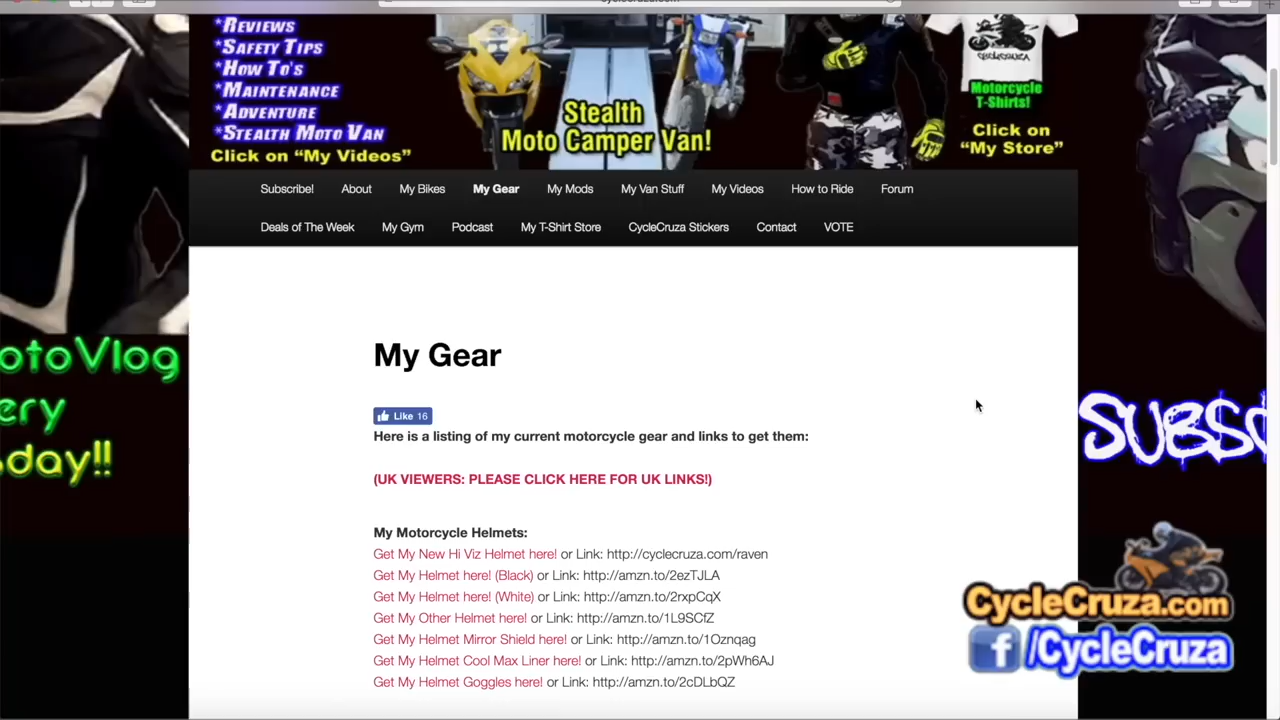 *Reviews
*Safety Tips
*How To's
*Maintenance
*Adventure
*Stealth Moto Van
Click on "My Videos"
Stealth
Moto Camper Van!
CYCLECRUZA
Motorcycle
T-Shirts!
Click on
"My Store"
Subscribe! About My Bikes My Gear My Mods My Van Stuff My Videos How to Ride Forum
Deals of The Week My Gym Podcast My T-Shirt Store CycleCruza Stickers Contact VOTE
My Gear
Like 16
Here is a listing of my current motorcycle gear and links to get them:
(UK VIEWERS: PLEASE CLICK HERE FOR UK LINKS!)
My Motorcycle Helmets:
Get My New Hi Viz Helmet here! or Link: http://cyclecruza.com/raven
Get My Helmet here! (Black) or Link: http://amzn.to/2ezTJLA
Get My Helmet here! (White) or Link: http://amzn.to/2rxpCqX
Get My Other Helmet here! or Link: http://amzn.to/1L9SCfZ
Get My Helmet Mirror Shield here! or Link: http://amzn.to/1Oznqag
Get My Helmet Cool Max Liner here! or Link: http://amzn.to/2pWh6AJ
Get My Helmet Goggles here! or Link: http://amzn.to/2cDLbQZ
otoVlog
ery
day!!
SUBSC
CycleCruza.com
f /CycleCruza